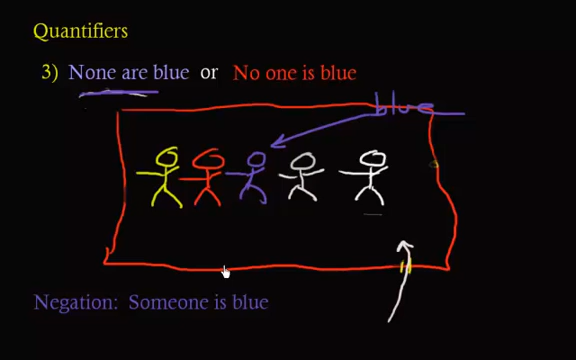 Quantifiers
3) None are blue or No one is blue
blue
Negation: Someone is blue